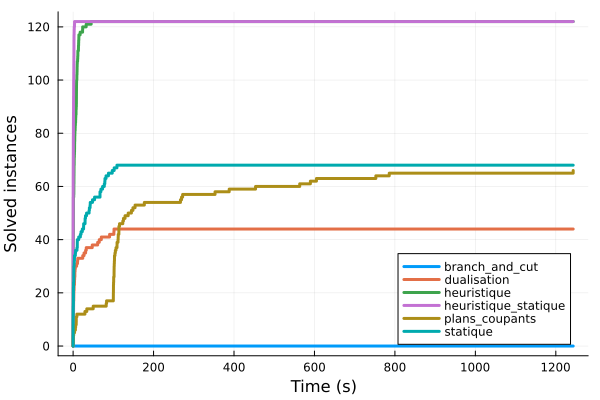 Solved instances
120
100
80
60
40
20
0
branch_and_cut
dualisation
heuristique
heuristique_statique
plans_coupants
statique
0 200 400 600 800 1000 1200
Time (s)